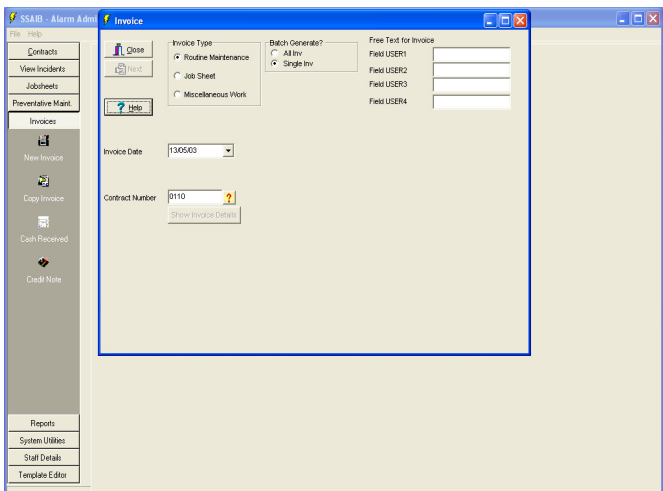 SSAIB - Alarm Admi
File Help
Contracts
View Incidents
Jobsheets
Preventative Maint.
Invoices
New Invoice
Copy Invoice
Cash Received
Credit Note
Reports
System Utilities
Staff Details
Template Editor
Invoice
Close
Next
Help
Invoice Type
Routine Maintenance
Job Sheet
Miscellaneous Work
Batch Generate?
All Inv
Single Inv
Free Text for Invoice
Field USER1
Field USER2
Field USER3
Field USER4
Invoice Date 13/05/03
Contract Number 0110
Show Invoice Details